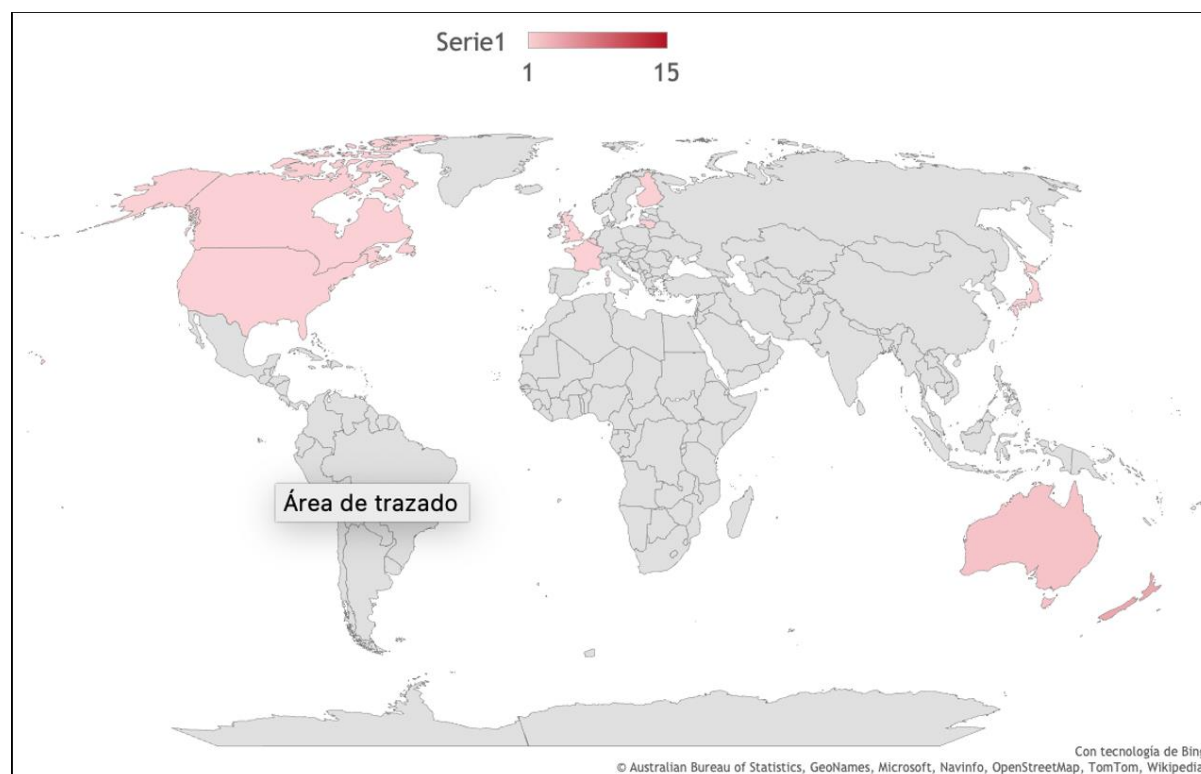 Serie1
1 15
Área de trazado
Con tecnología de Bing
© Australian Bureau of Statistics, GeoNames, Microsoft, Navinfo, OpenStreetMap, TomTom, Wikipedia